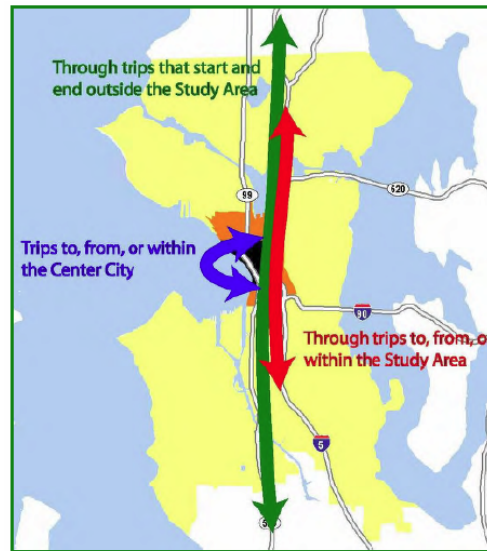 Through trips that start and
end outside the Study Area
99
520
Trips to, from, or within
the Center City
90
Through trips to, from, o
within the Study Area
5